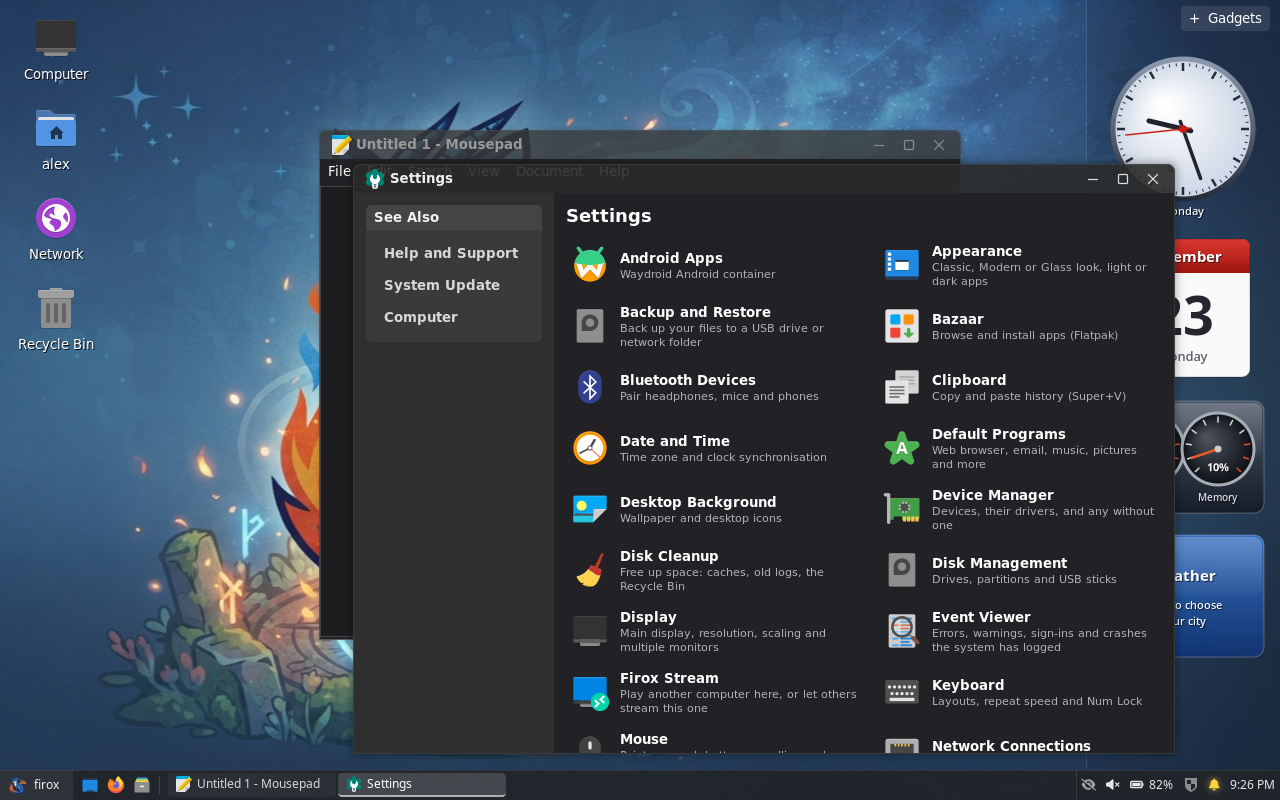 + Gadgets
Computer
alex
Network
Recycle Bin
Untitled 1 - Mousepad
File Edit Search View Document Help
Settings
See Also
Help and Support
System Update
Computer
Settings
Android Apps
Waydroid Android container
Appearance
Classic, Modern or Glass look, light or
dark apps
Backup and Restore
Back up your files to a USB drive or
network folder
Bazaar
Browse and install apps (Flatpak)
Bluetooth Devices
Pair headphones, mice and phones
Clipboard
Copy and paste history (Super+V)
Date and Time
Time zone and clock synchronisation
Default Programs
Web browser, email, music, pictures
and more
Desktop Background
Wallpaper and desktop icons
Device Manager
Devices, their drivers, and any without
one
Disk Cleanup
Free up space: caches, old logs, the
Recycle Bin
Disk Management
Drives, partitions and USB sticks
Display
Main display, resolution, scaling and
multiple monitors
Event Viewer
Errors, warnings, sign-ins and crashes
the system has logged
Firox Stream
Play another computer here, or let others
stream this one
Keyboard
Layouts, repeat speed and Num Lock
Mouse
Network Connections
onday
ember
23
onday
10%
Memory
ather
o choose
ur city
firox
Untitled 1 - Mousepad
Settings
82%
9:26 PM